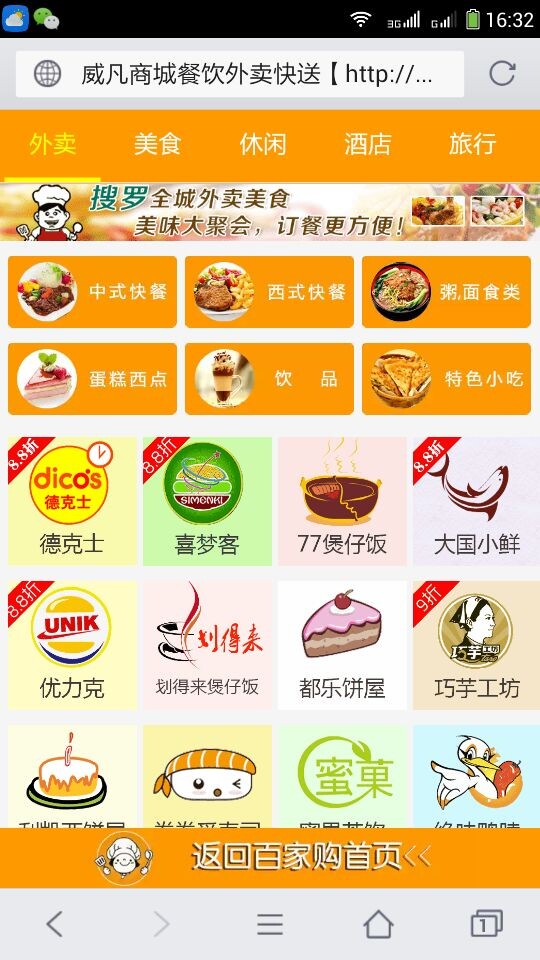 3G G 16:32
威凡商城餐饮外卖快送【http://...
外卖 美食 休闲 酒店 旅行
搜罗全城外卖美食
美味大聚会，订餐更方便！
中式快餐 西式快餐 粥,面食类
蛋糕西点 饮 品 特色小吃
8.8折 8.8折 8.8折
dico's
德克士
SIMENKI
德克士 喜梦客 77煲仔饭 大国小鲜
8.8折 9折
UNIK
划得来
巧芋工坊
优力克 划得来煲仔饭 都乐饼屋 巧芋工坊
蜜菓
返回百家购首页<<
1